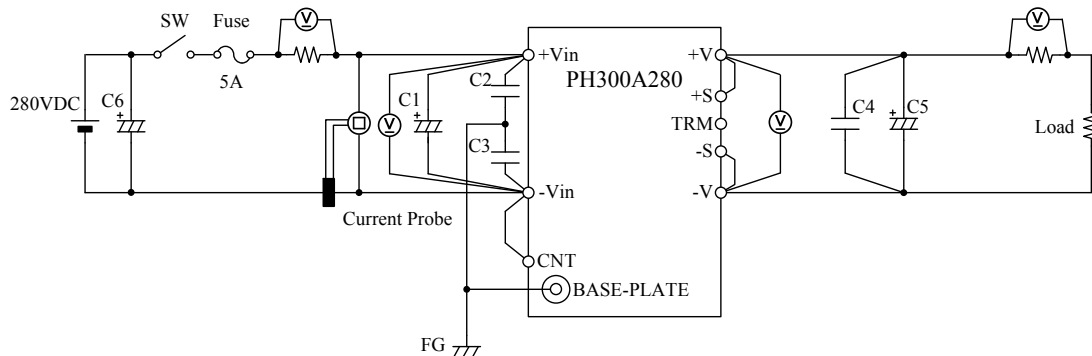 SW
Fuse
V
V
5A
280VDC
C6
+
C1
+
V
C2
C3
+Vin
-Vin
CNT
BASE-PLATE
PH300A280
+V
+S
TRM
-S
-V
V
C4
C5
+
Load
Current Probe
FG